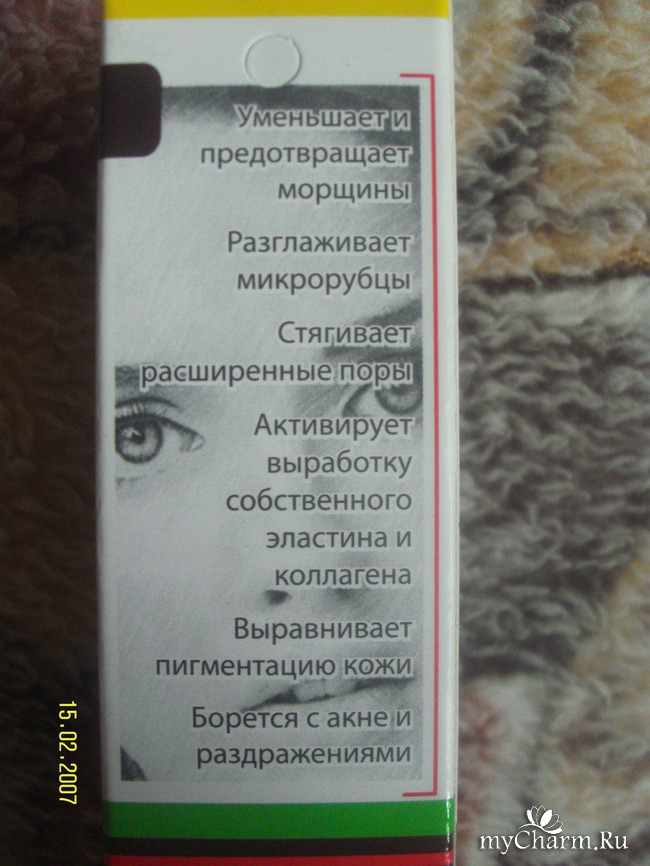 Уменьшает и
предотвращает
морщины
Разглаживает
микрорубцы
Стягивает
расширенные поры
Активирует
выработку
собственного
эластина и
коллагена
Выравнивает
пигментацию кожи
Борется с акне и
раздражениями
15.02.2007
myCharm.Ru